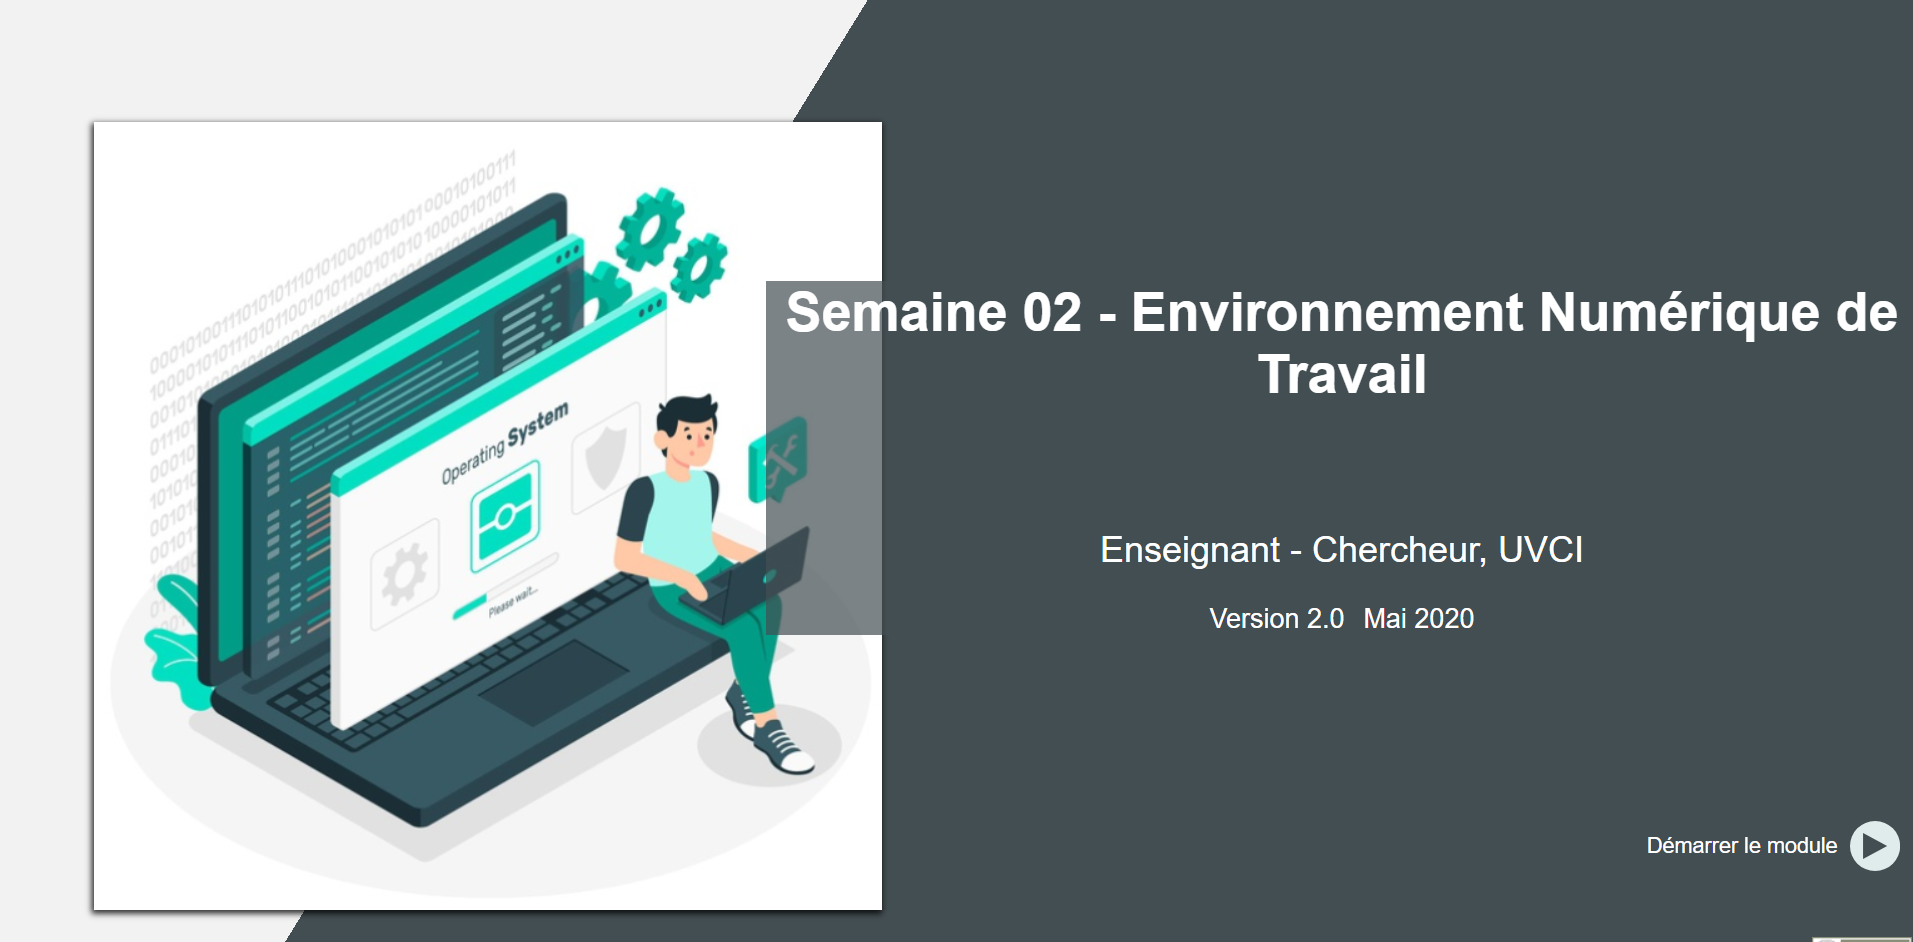 Semaine 02 - Environnement Numérique de
Travail
Enseignant - Chercheur, UVCI
Version 2.0 Mai 2020
Démarrer le module
Operating System
Please wait...